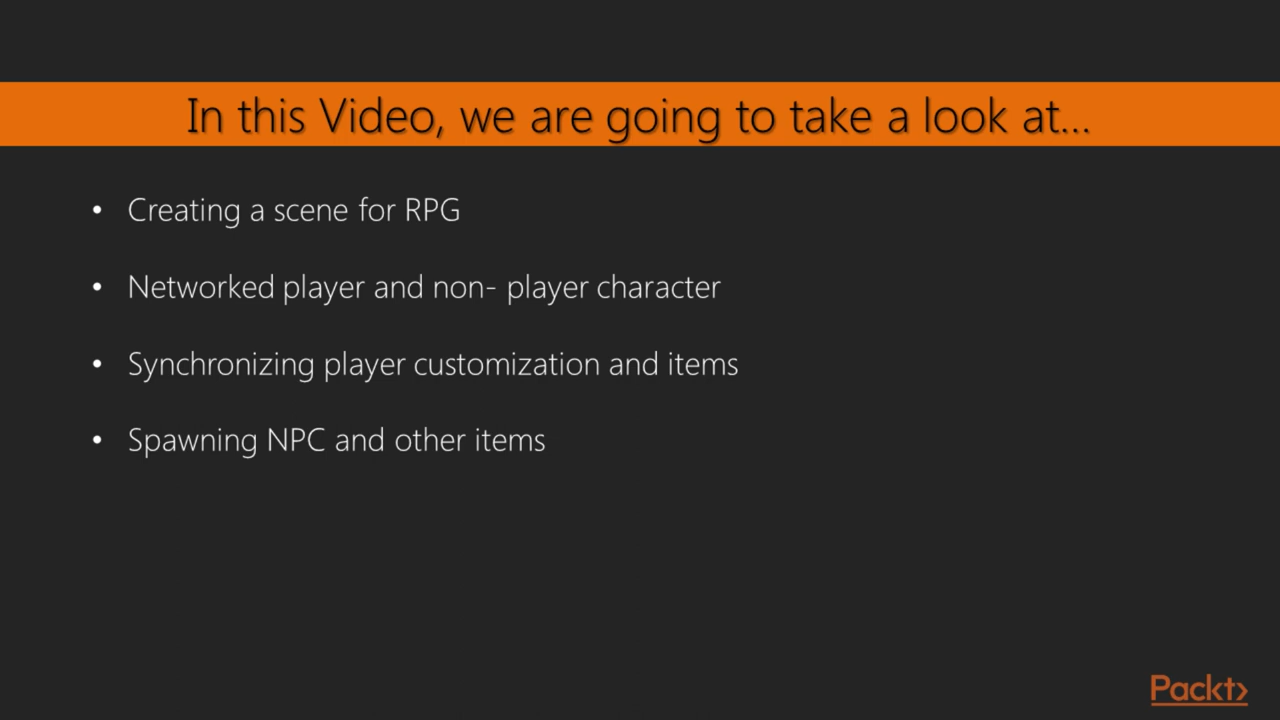 In this Video, we are going to take a look at...
• Creating a scene for RPG
• Networked player and non- player character
• Synchronizing player customization and items
• Spawning NPC and other items
Packt>